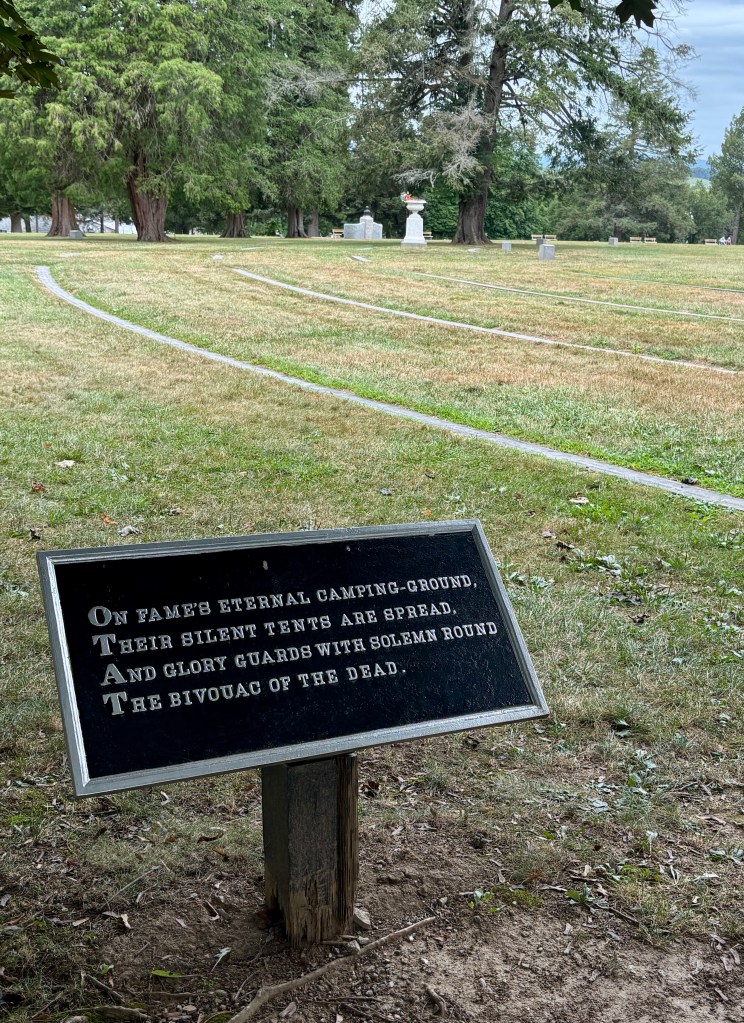 ON FAME'S ETERNAL CAMPING-GROUND,
THEIR SILENT TENTS ARE SPREAD,
AND GLORY GUARDS WITH SOLEMN ROUND
THE BIVOUAC OF THE DEAD.